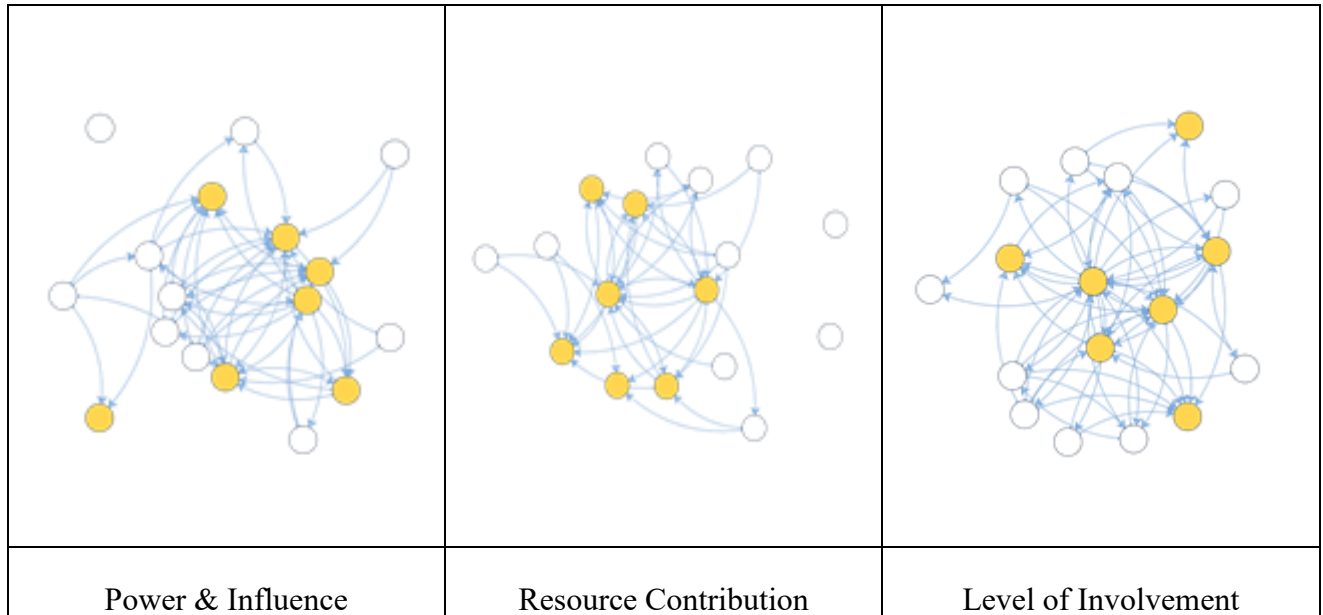 Power & Influence
Resource Contribution
Level of Involvement